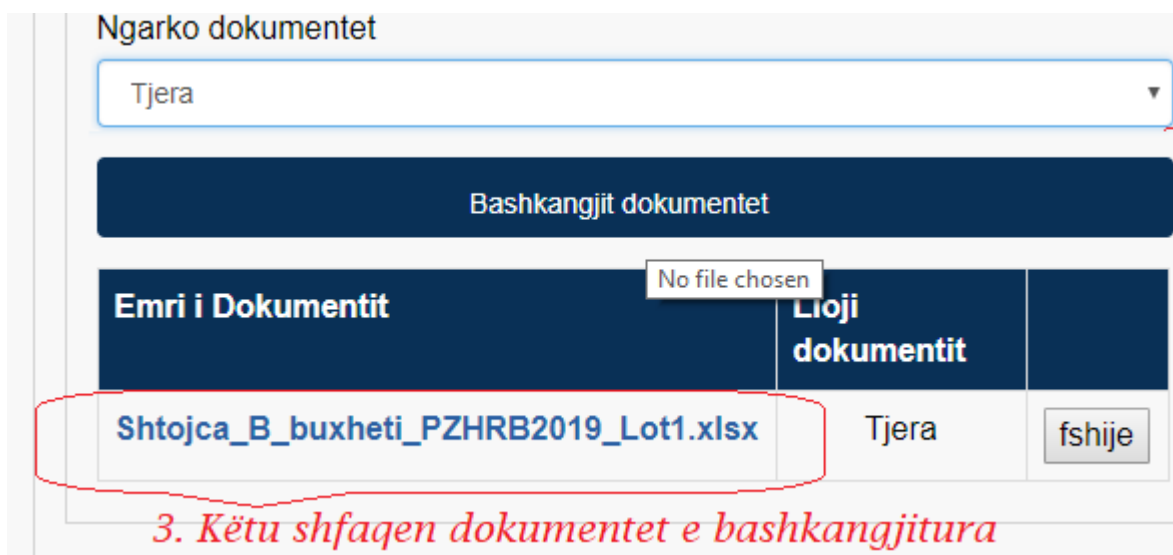 Ngarko dokumentet
Tjera
Bashkangjit dokumentet
No file chosen
Emri i Dokumentit
Lloji
dokumentit
Shtojca_B_buxheti_PZHRB2019_Lot1.xlsx
Tjera
fshije
3. Këtu shfaqen dokumentet e bashkangjitura